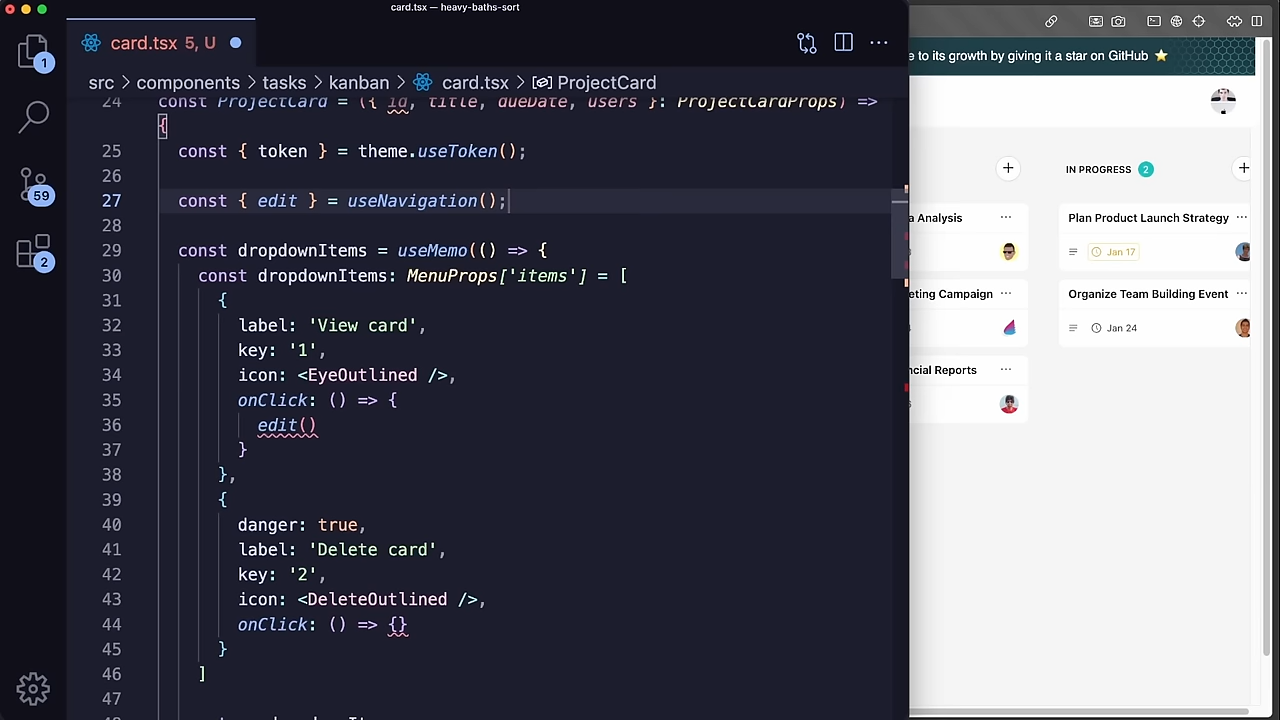 card.tsx — heavy-baths-sort
card.tsx 5, U
1
59
2
src > components > tasks > kanban > card.tsx > ProjectCard
24 const ProjectCard = ({ id, title, dueDate, users }: ProjectCardProps) =>
{
25 const { token } = theme.useToken();
26
27 const { edit } = useNavigation();
28
29 const dropdownItems = useMemo(() => {
30 const dropdownItems: MenuProps['items'] = [
31 {
32 label: 'View card',
33 key: '1',
34 icon: <EyeOutlined />,
35 onClick: () => {
36 edit()
37 }
38 },
39 {
40 danger: true,
41 label: 'Delete card',
42 key: '2',
43 icon: <DeleteOutlined />,
44 onClick: () => {}
45 }
46 ]
47
e to its growth by giving it a star on GitHub ⭐
IN PROGRESS 2
a Analysis
eting Campaign
ncial Reports
Plan Product Launch Strategy
Jan 17
Organize Team Building Event
Jan 24